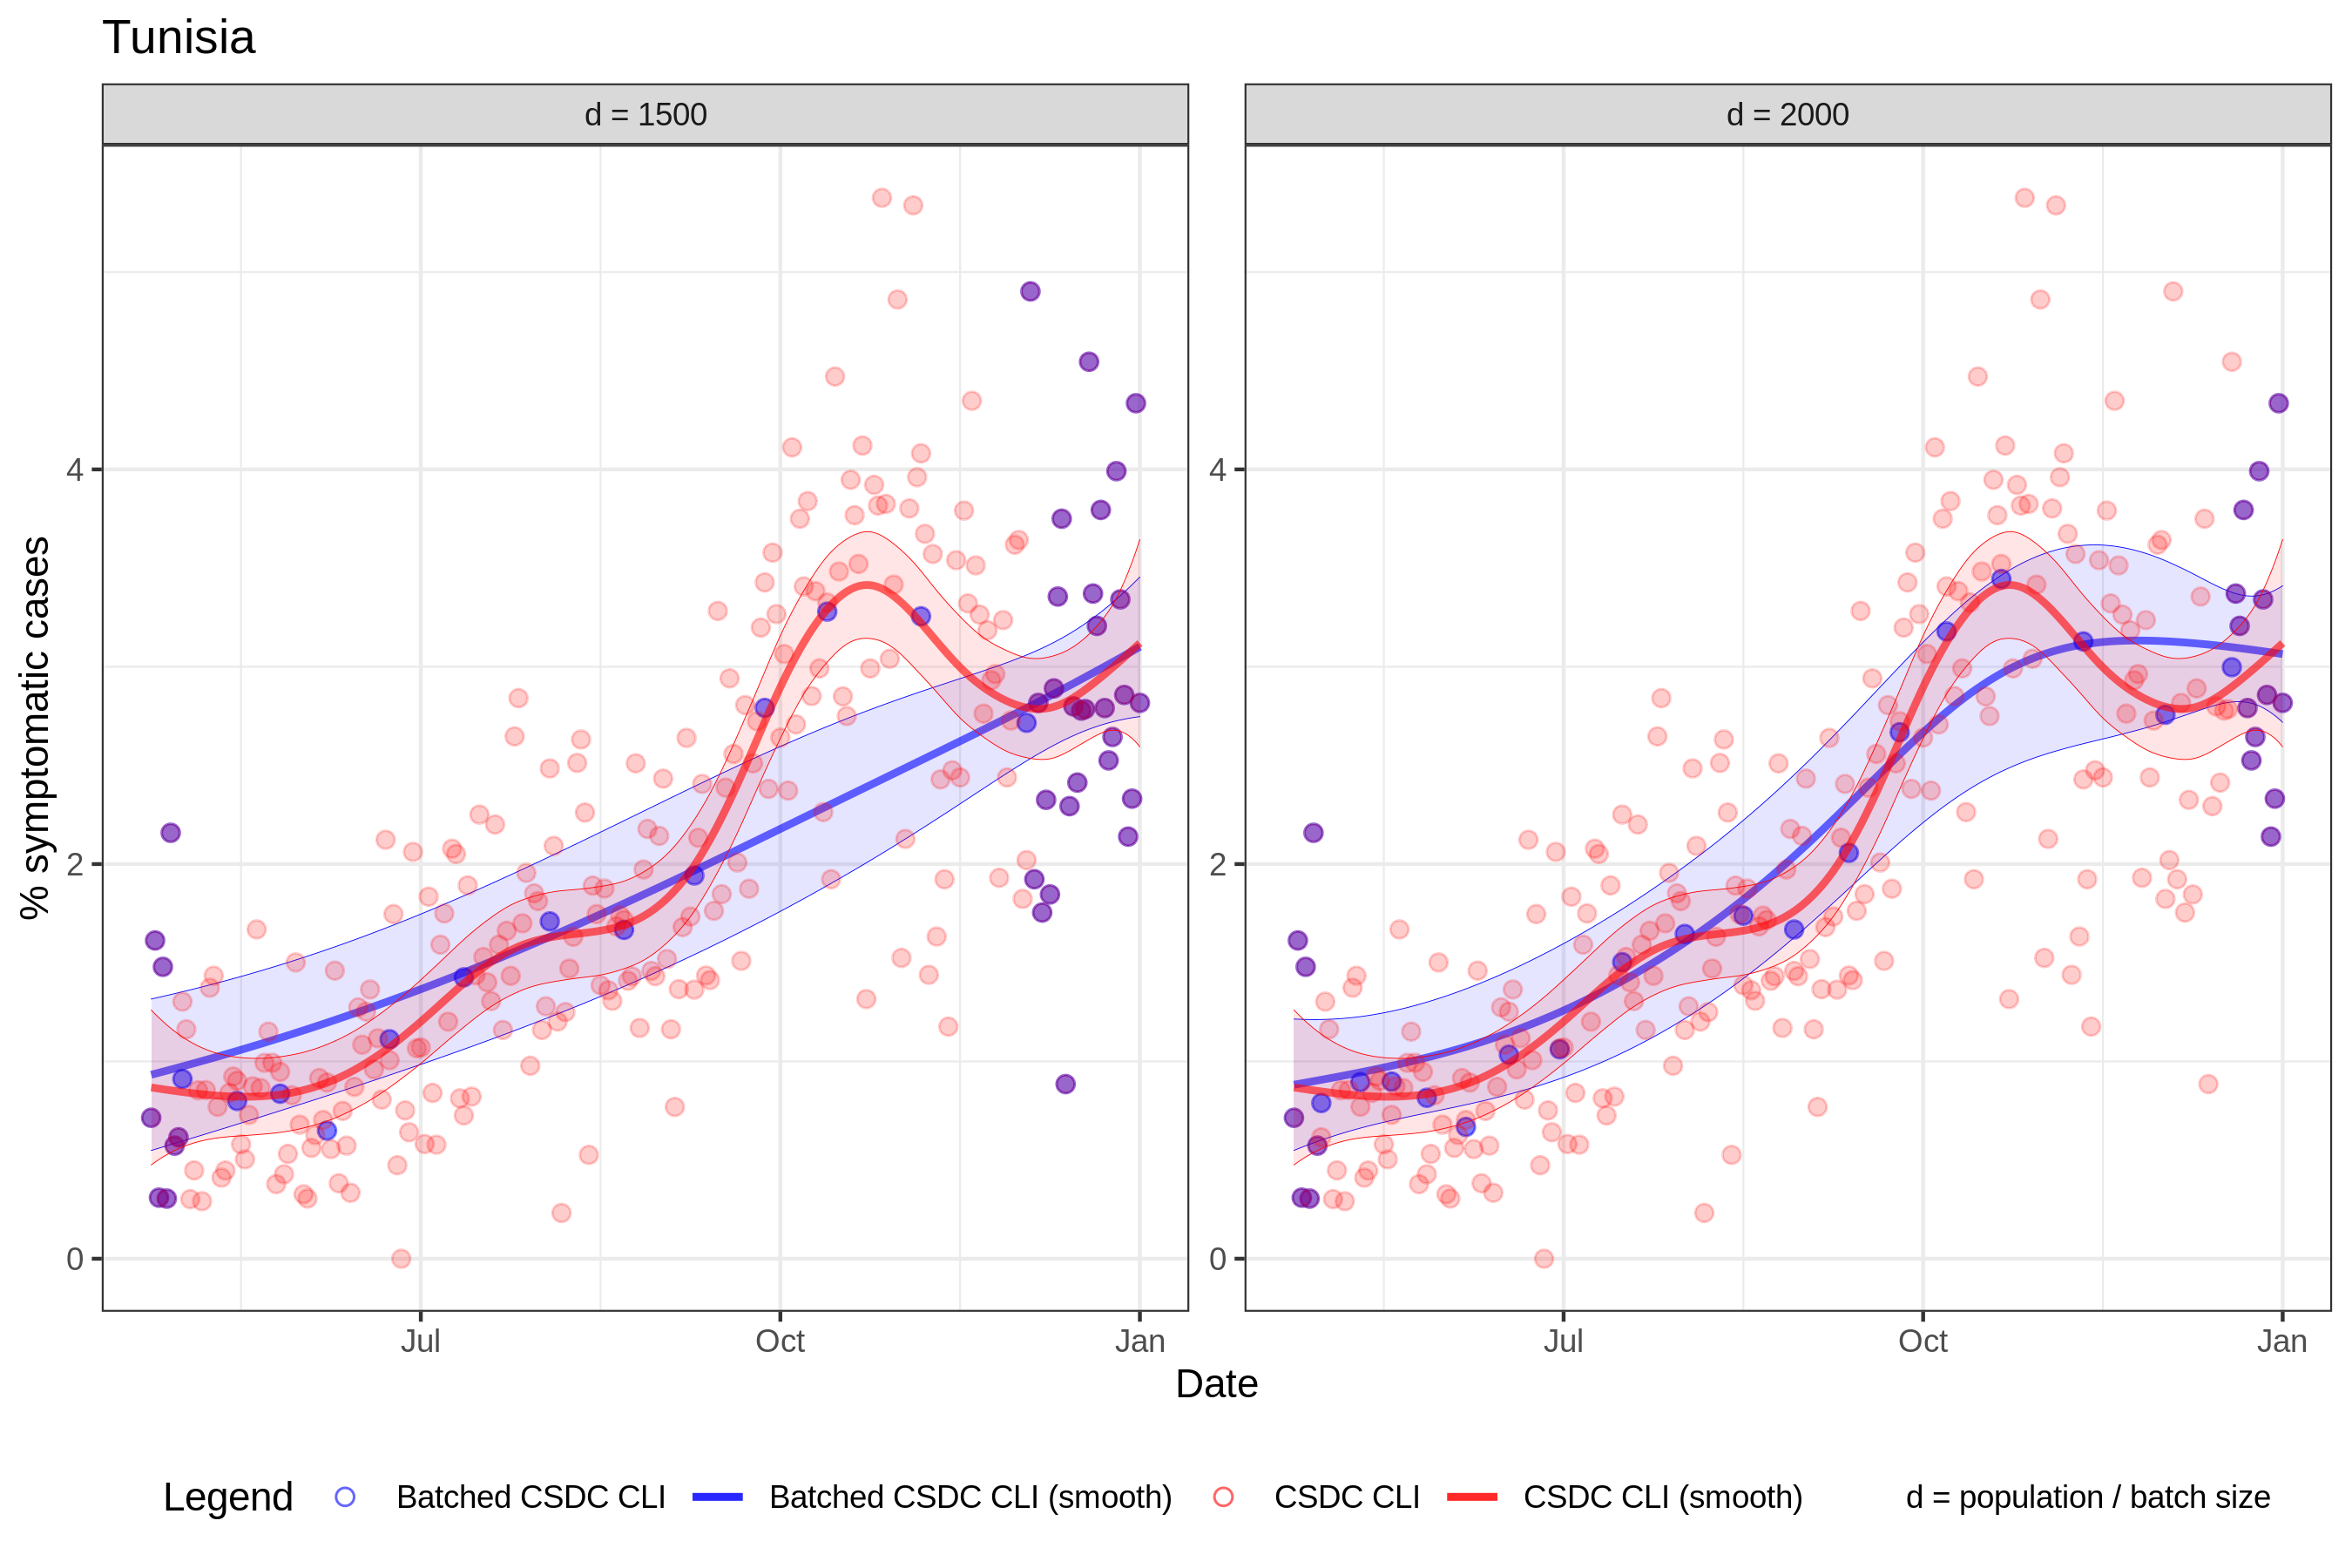 Tunisia
d = 1500
d = 2000
% symptomatic cases
4
2
0
4
2
0
Jul
Oct
Jan
Jul
Oct
Jan
Date
Legend
Batched CSDC CLI
Batched CSDC CLI (smooth)
CSDC CLI
CSDC CLI (smooth)
d = population / batch size